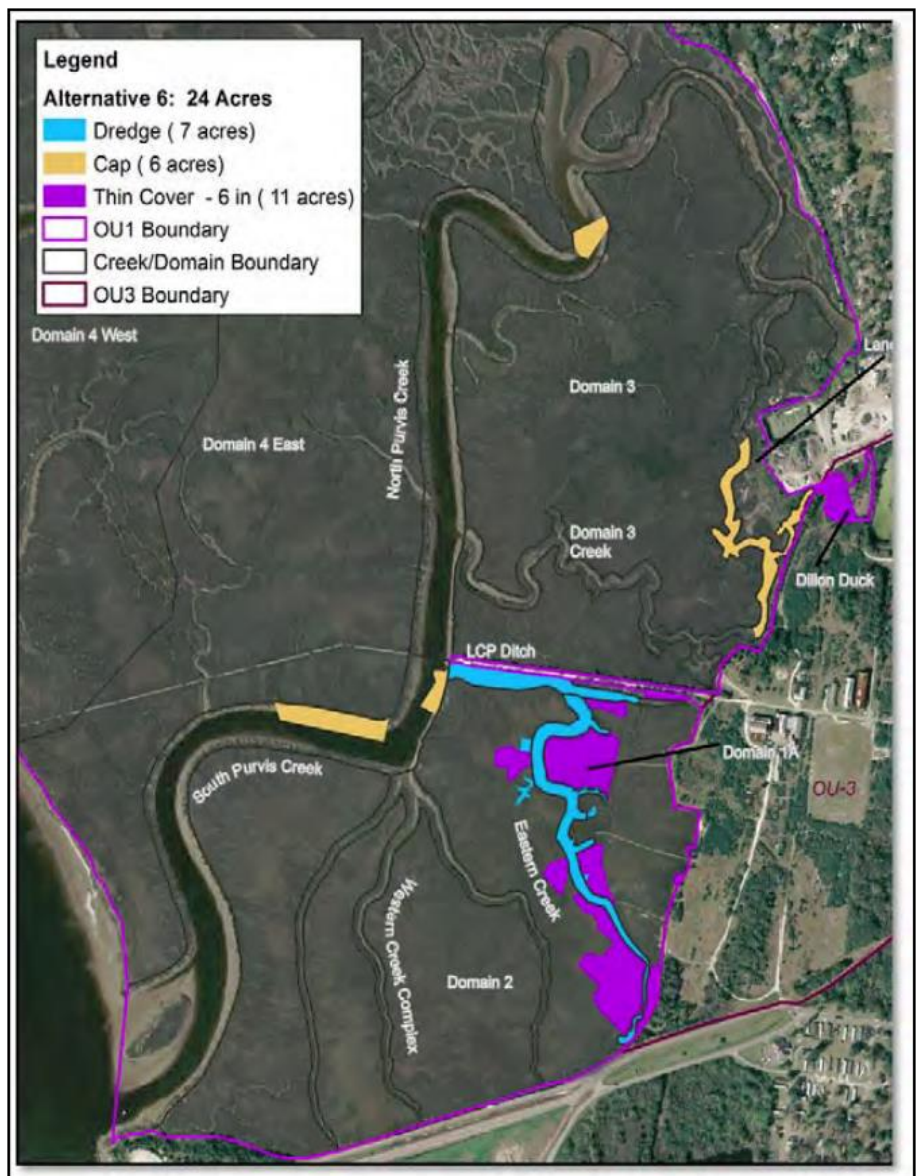 Legend
Alternative 6: 24 Acres
Dredge ( 7 acres)
Cap ( 6 acres)
Thin Cover - 6 in ( 11 acres)
OU1 Boundary
Creek/Domain Boundary
OU3 Boundary
Domain 4 West
Domain 4 East
North Purvis Creek
Domain 3
Lan
Domain 3
Creek
Dillon Duck
LCP Ditch
South Purvis Creek
Domain 1A
OU-3
Eastern Creek
Western Creek Complex
Domain 2